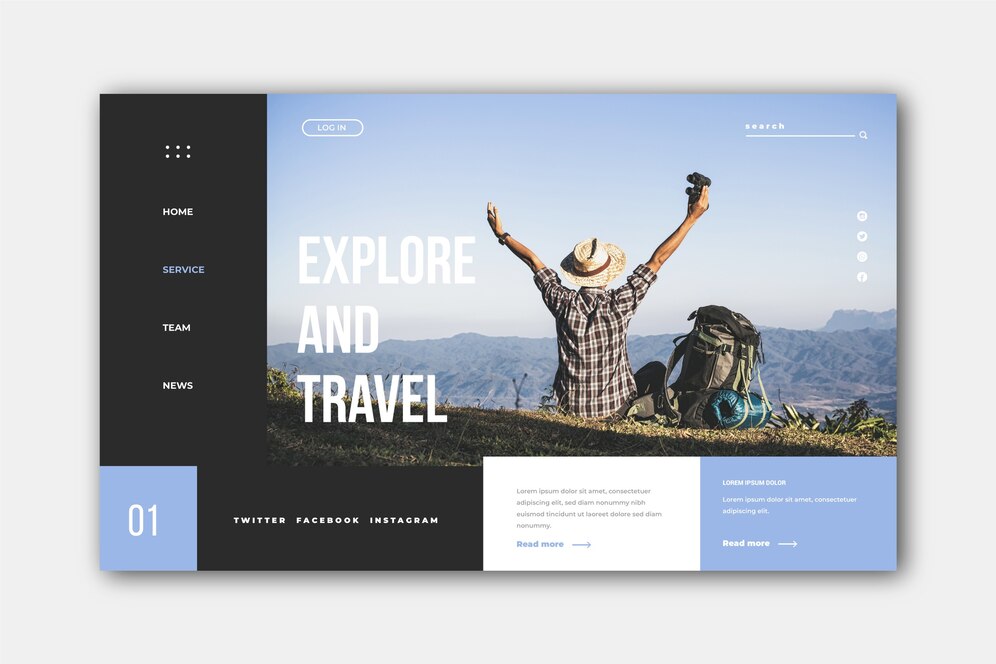 LOG IN
search
HOME
SERVICE
TEAM
NEWS
EXPLORE
AND
TRAVEL
01
TWITTER FACEBOOK INSTAGRAM
Lorem ipsum dolor sit amet, consectetuer
adipiscing elit, sed diam nonummy nibh
euismod tincidunt ut laoreet dolore sed diam
nonummy.
Read more
LOREM IPSUM DOLOR
Lorem ipsum dolor sit amet, consectetuer
adipiscing elit.
Read more